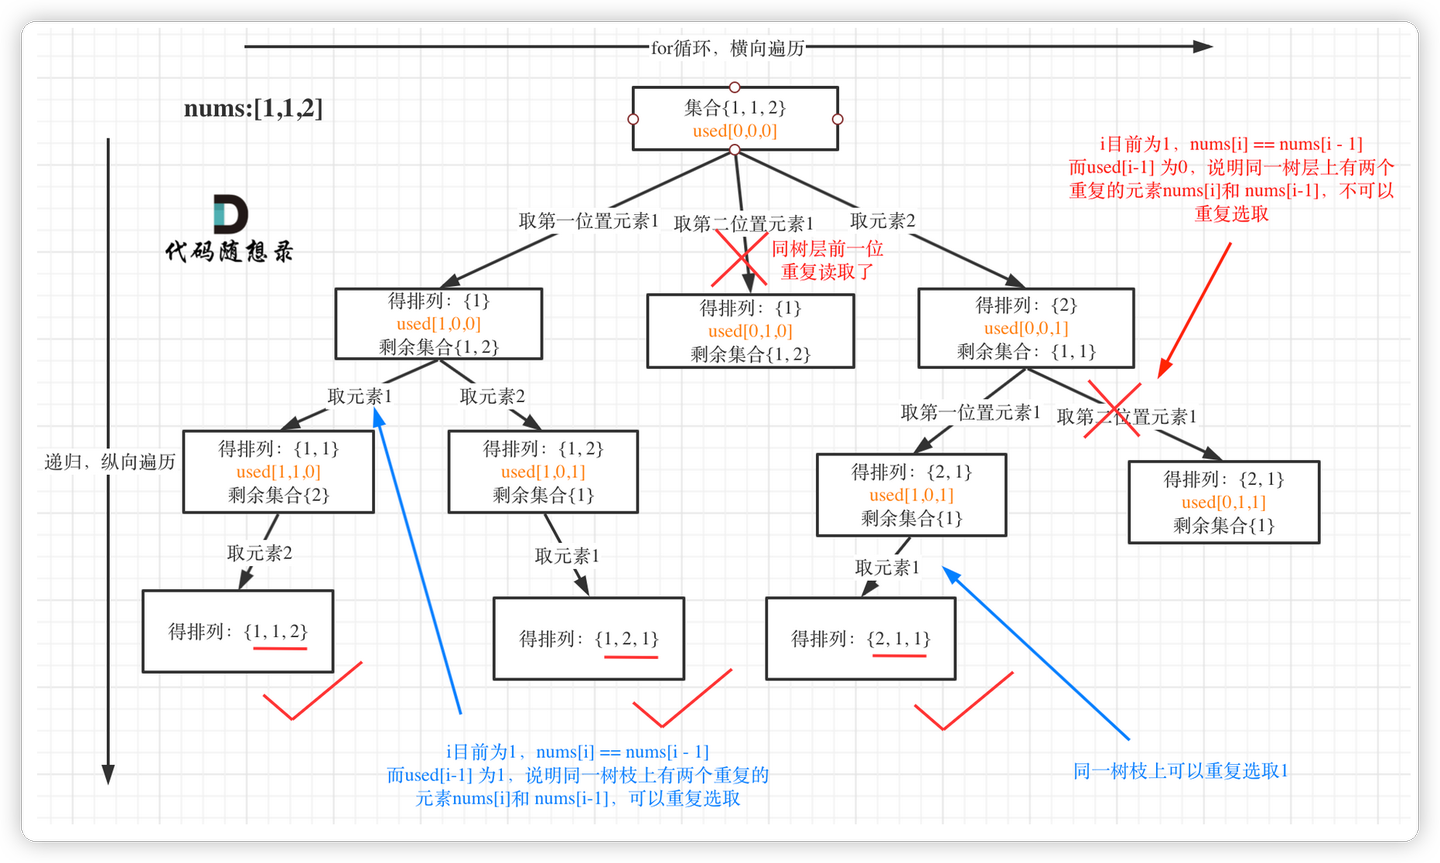 for循环，横向遍历
nums:[1,1,2]
集合{1, 1, 2}
used[0,0,0]
i目前为1，nums[i] == nums[i - 1]
而used[i-1] 为0，说明同一树层上有两个
重复的元素nums[i]和 nums[i-1]，不可以
重复选取
代码随想录
取第一位置元素1
取第二位置元素1
取元素2
同树层前一位
重复读取了
得排列：{1}
used[1,0,0]
剩余集合{1, 2}
得排列：{1}
used[0,1,0]
剩余集合{1, 2}
得排列：{2}
used[0,0,1]
剩余集合：{1, 1}
取元素1
取元素2
取第一位置元素1
取第二位置元素1
递归，纵向遍历
得排列：{1, 1}
used[1,1,0]
剩余集合{2}
得排列：{1, 2}
used[1,0,1]
剩余集合{1}
得排列：{2, 1}
used[1,0,1]
剩余集合{1}
得排列：{2, 1}
used[0,1,1]
剩余集合{1}
取元素2
取元素1
取元素1
得排列：{1, 1, 2}
得排列：{1, 2, 1}
得排列：{2, 1, 1}
i目前为1，nums[i] == nums[i - 1]
而used[i-1] 为1，说明同一树枝上有两个重复的
元素nums[i]和 nums[i-1]，可以重复选取
同一树枝上可以重复选取1